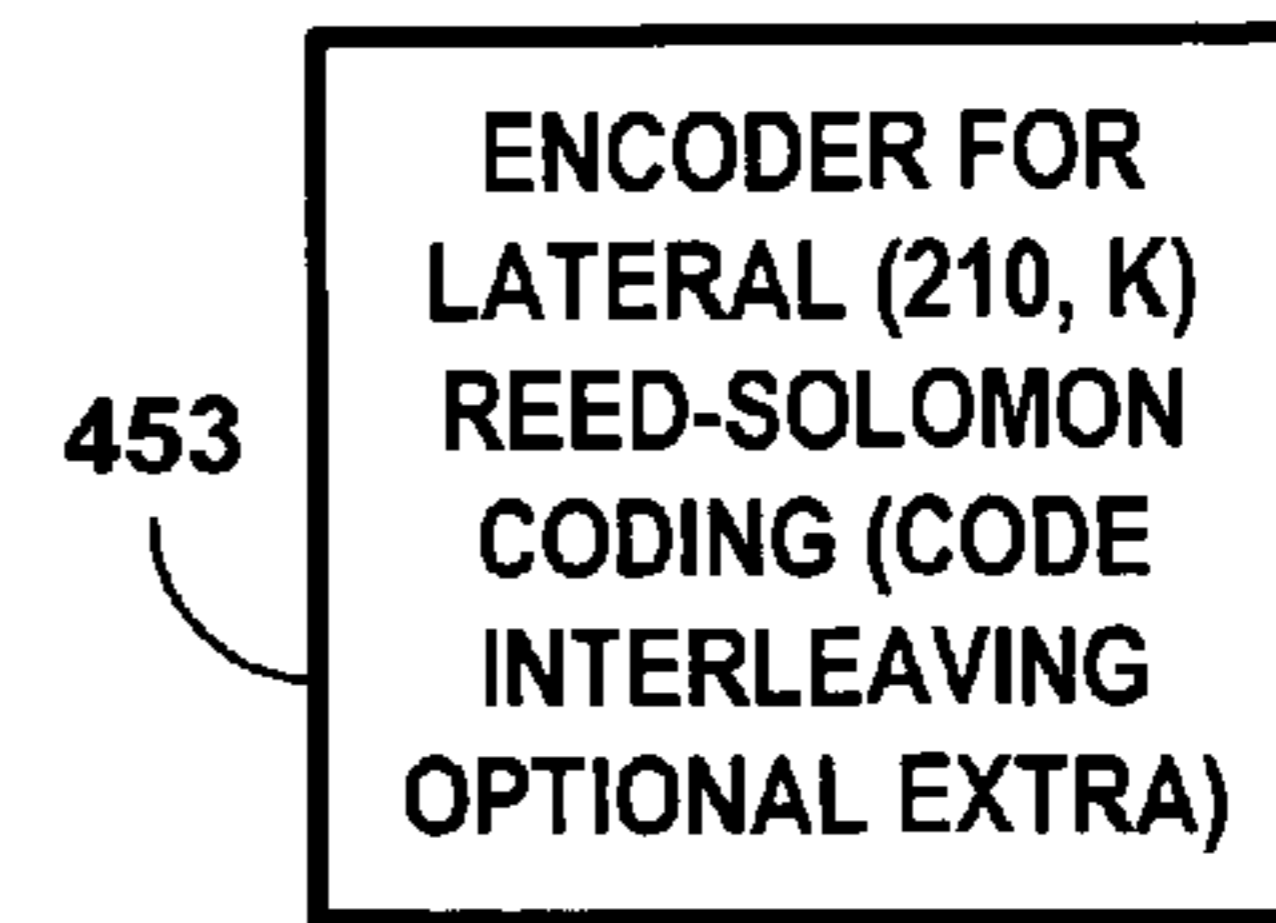 ENCODER FOR
LATERAL (210, K)
REED-SOLOMON
CODING (CODE
INTERLEAVING
OPTIONAL EXTRA)
453